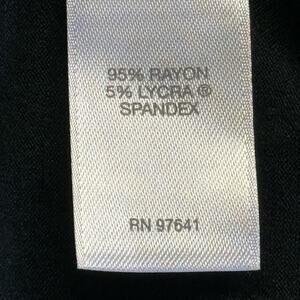 95% RAYON
5% LYCRA ®
SPANDEX
RN 97641